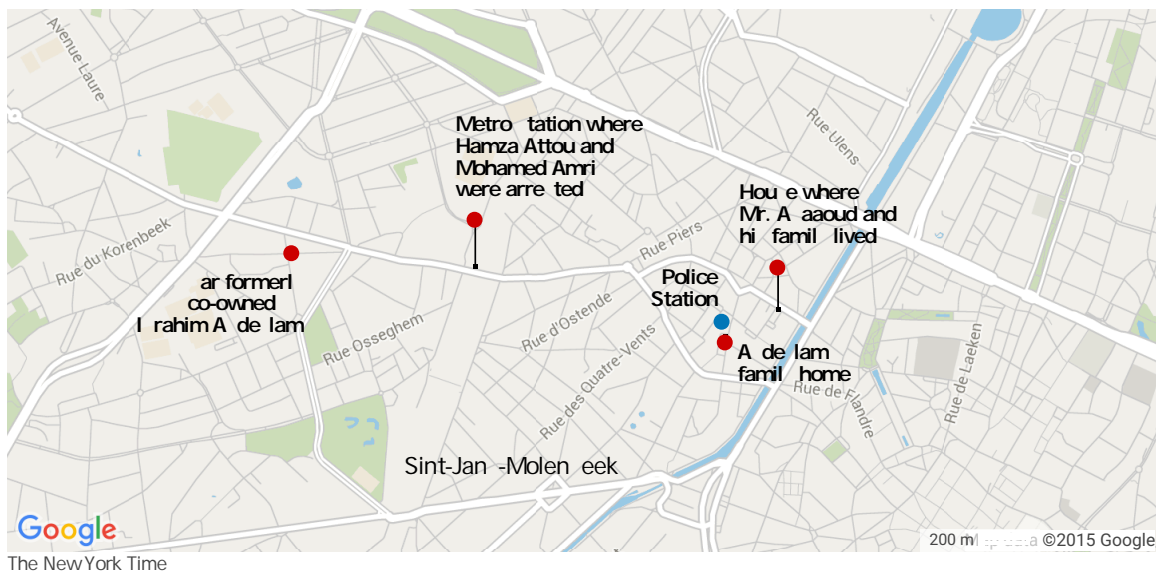 Avenue Laure
Metro tation where
Hamza Attou and
Mohamed Amri
were arre ted
Rue Ulens
Hou e where
Mr. A aaoud and
hi famil lived
Rue du Korenbeek
Rue Piers
ar formerl
co-owned
I rahim A de lam
Police
Station
Rue Osseghem
Rue d'Ostende
Rue des Quatre-Vents
A de lam
famil home
Rue de Flandre
Rue de Laeken
Sint-Jan -Molen eek
Google
200 m ©2015 Google
The New York Time